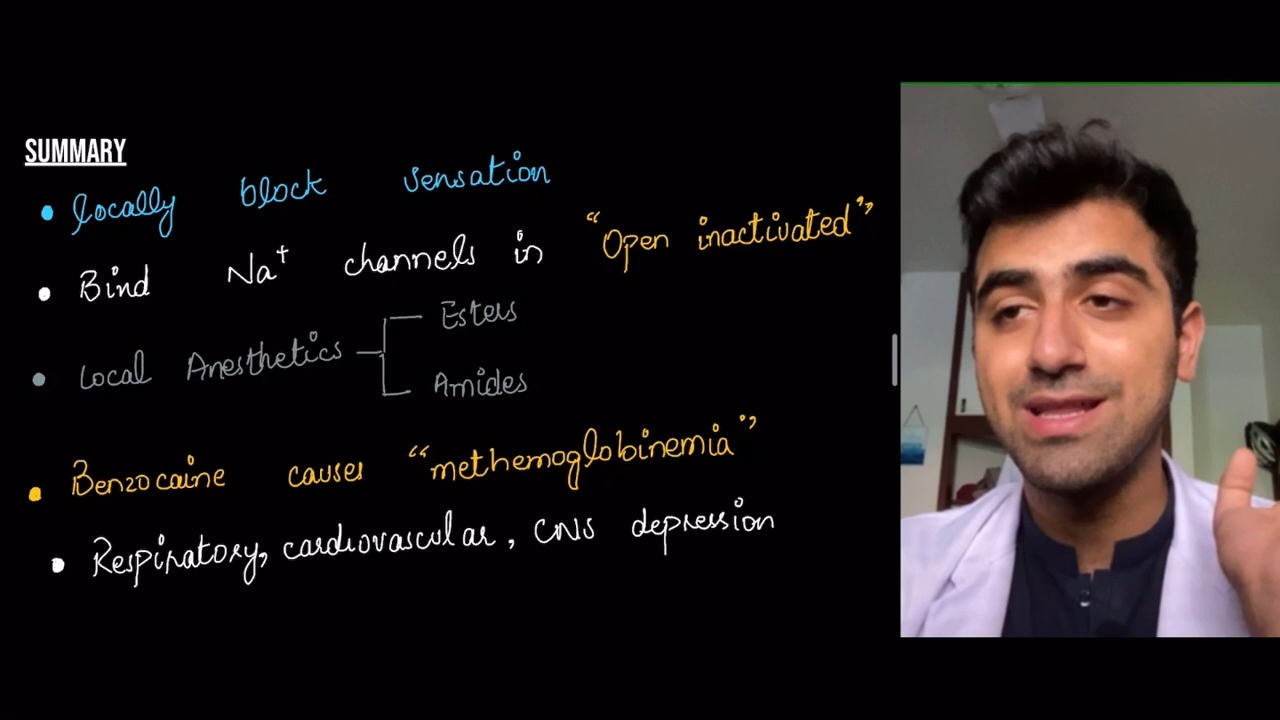 SUMMARY
• locally block sensation
• Bind Na⁺ channels in "Open inactivated"
• Local Anesthetics
Esters
Amides
• Benzocaine causes "methemoglobinemia"
• Respiratory, cardiovascular, CNS depression